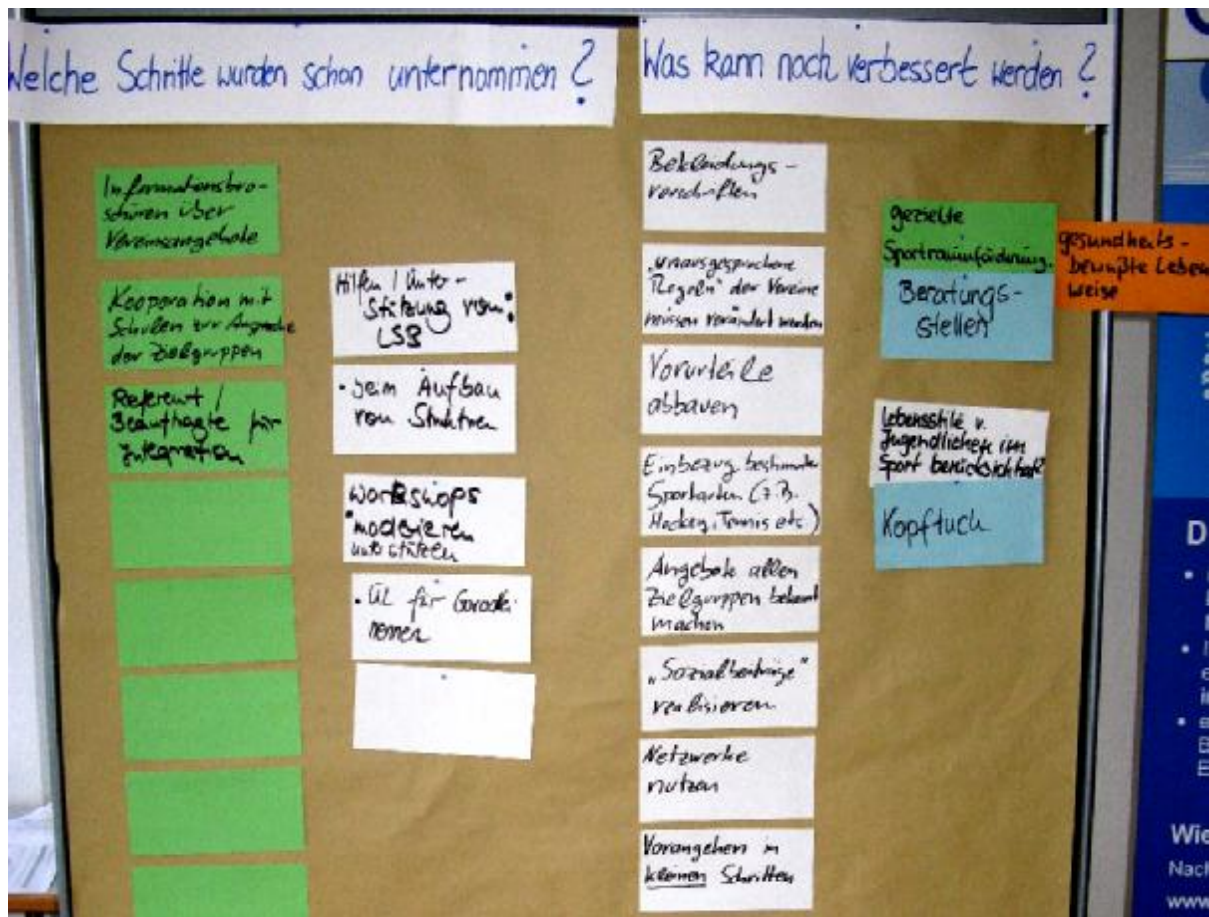 Welche Schritte wurden schon unternommen?
Informationsbro-
schüren über
Vereinsangebote
Kooperation mit
Schulen zur Ansprache
der Zielgruppen
Referent /
Beauftragte für
Integration
Hilfen / Unter-
stützung vom:
LSB
• beim Aufbau
von Strukturen
Workshops
• moderieren
unterstützen
• ÜL für
Was kann noch verbessert werden?
Bekleidungs-
vorschriften
„unausgesprochene
Regeln" der Vereine
müssen verändert werden
Vorurteile
abbauen
Einbezug bestimmter
Sportarten (z.B.
Hockey, Tennis etc)
Angebote allen
Zielgruppen bekannt
machen
„Sozialbeiträge"
realisieren
Netzwerke
nutzen
Vorangehen in
kleinen Schritten
gezielte
Sportraumförderung.
Beratungs-
stellen
Lebensstile v.
Jugendlichen im
Sport
Kopftuch
gesundheits-
bewußte Leben
weise
D
Wie
Nach
www